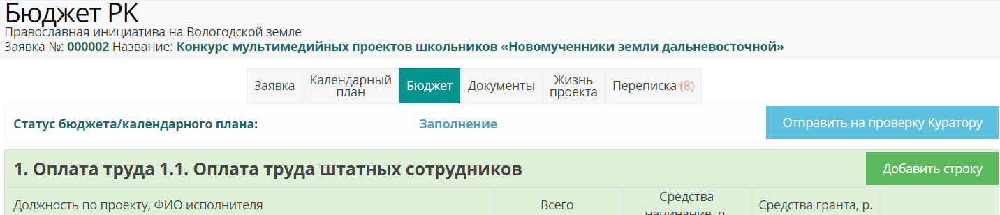 Бюджет РК
Православная инициатива на Вологодской земле
Заявка №: 000002 Название: Конкурс мультимедийных проектов школьников «Новомученники земли дальневосточной»
Заявка
Календарный
план
Бюджет
Документы
Жизнь
проекта
Переписка (8)
Статус бюджета/календарного плана:
Заполнение
Отправить на проверку Куратору
1. Оплата труда 1.1. Оплата труда штатных сотрудников
Добавить строку
Должность по проекту, ФИО исполнителя
Всего
Средства
начинание, р.
Средства гранта, р.